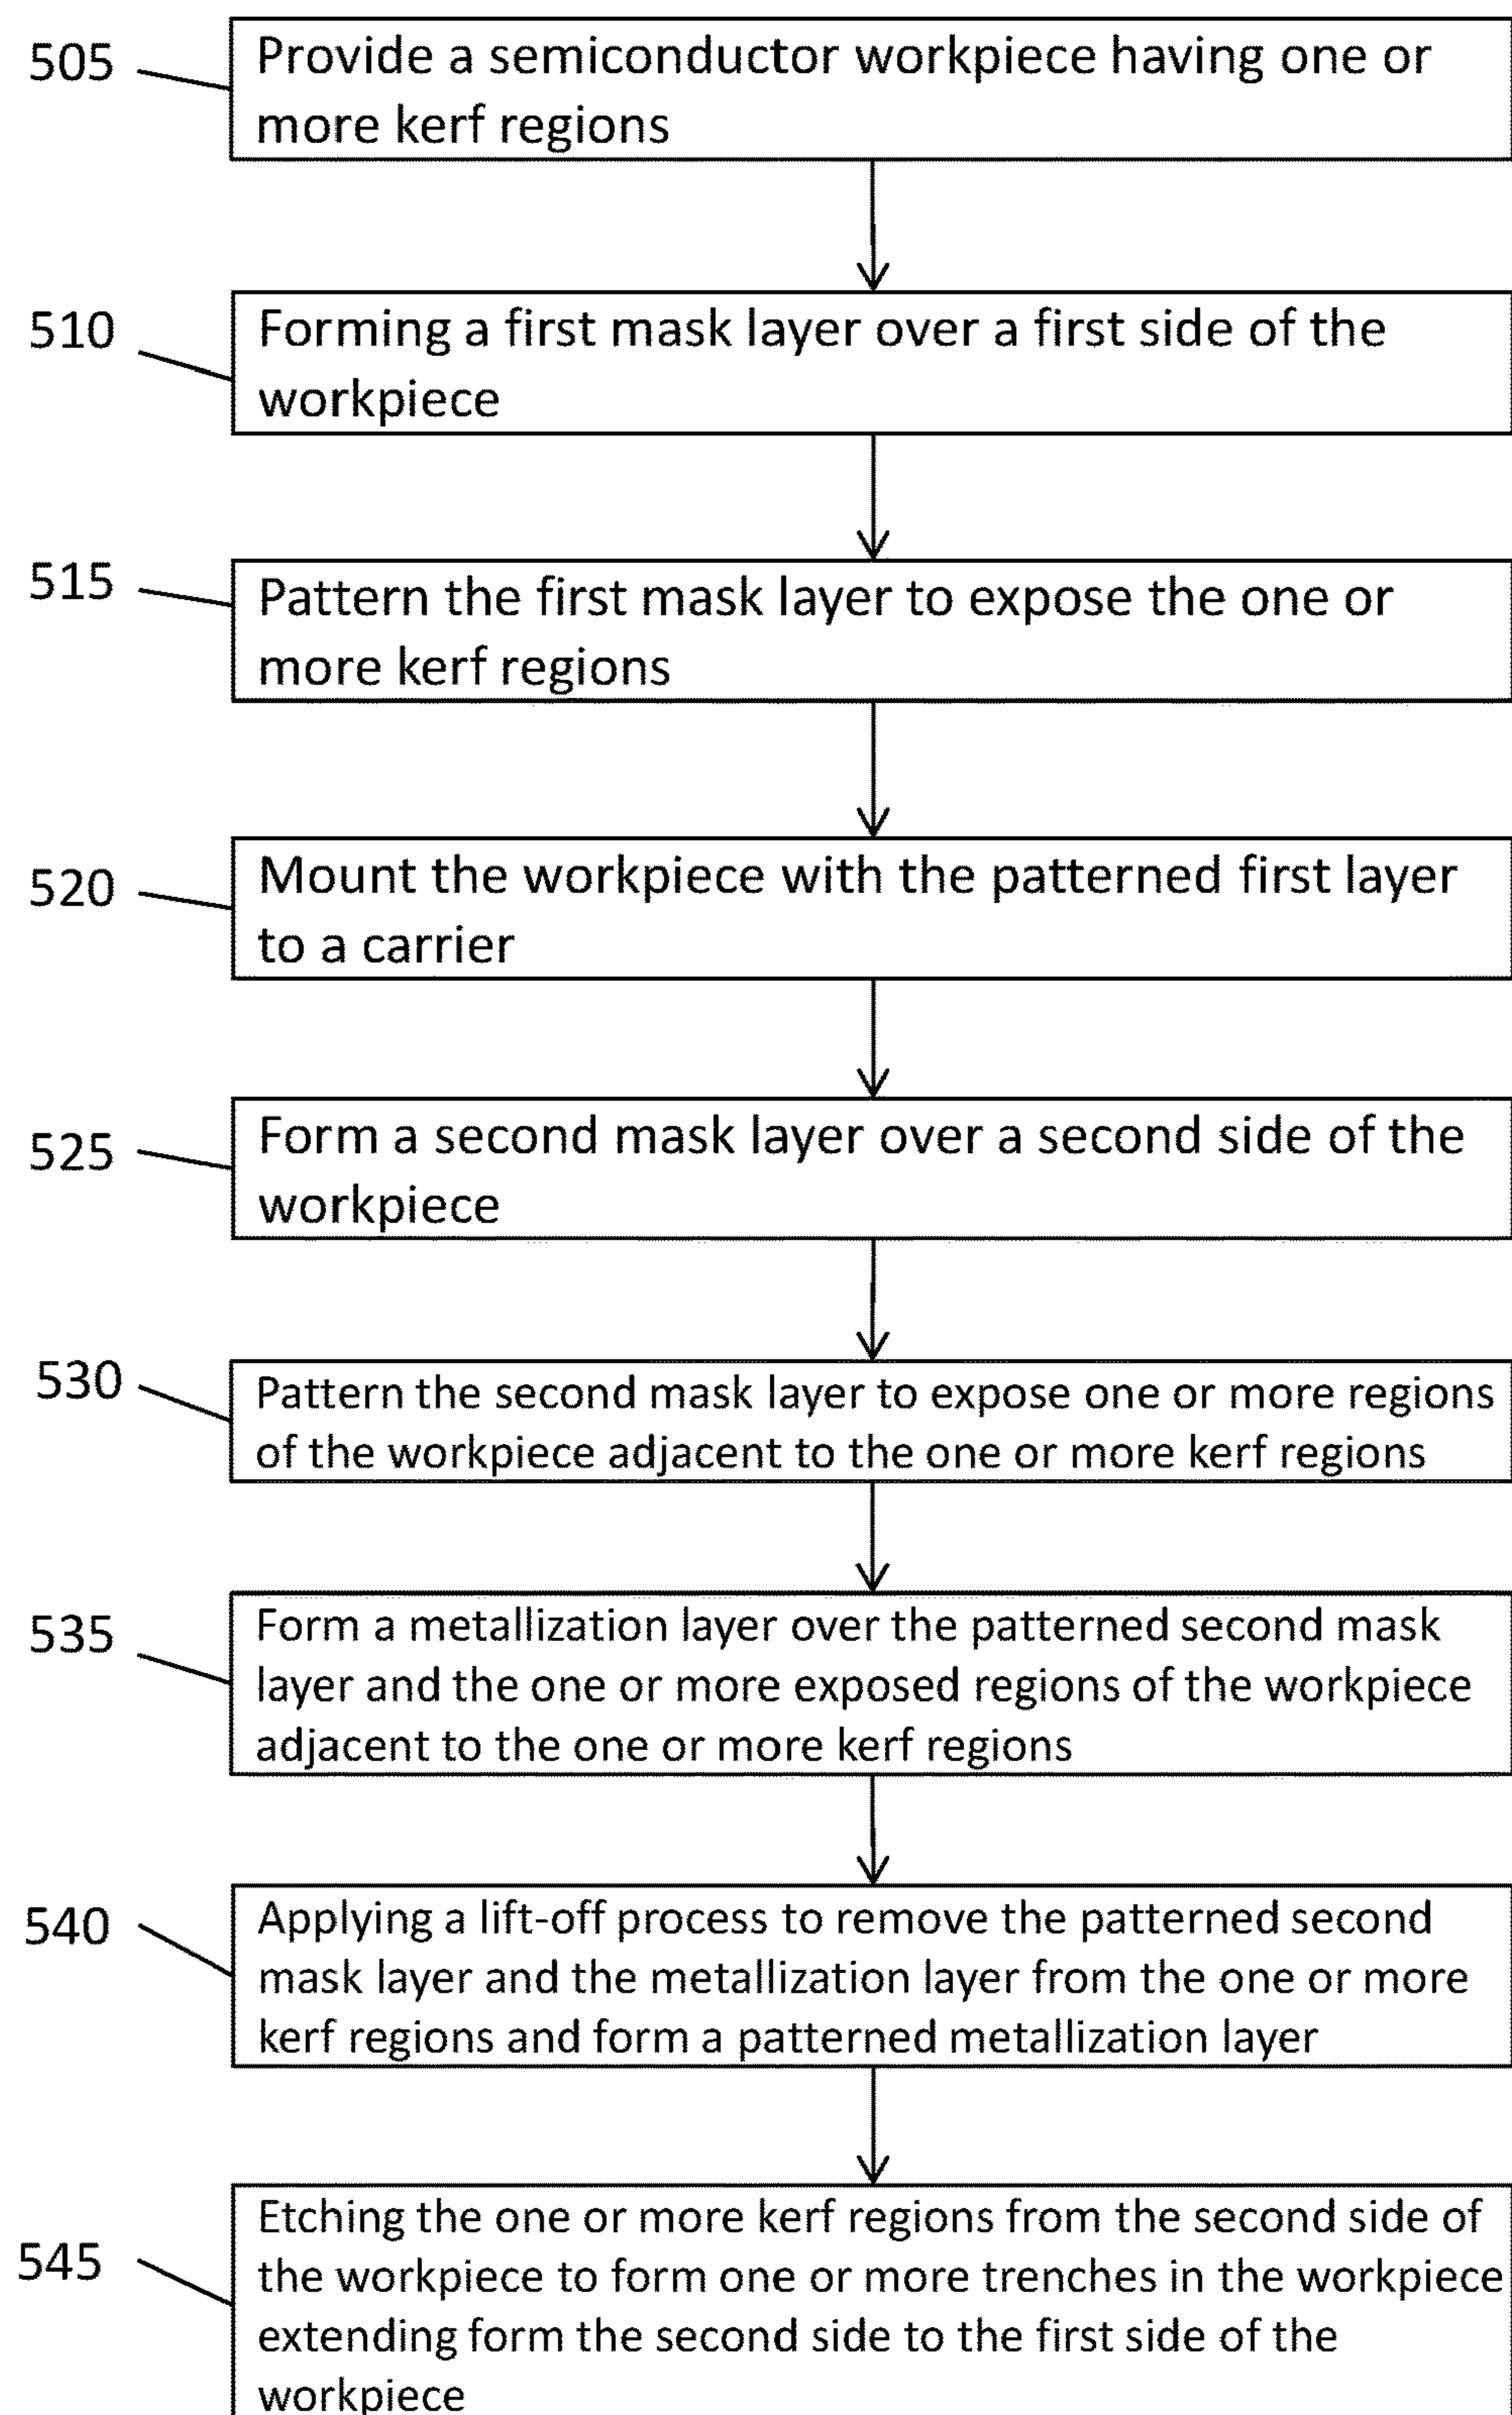 505
Provide a semiconductor workpiece having one or
more kerf regions
510
Forming a first mask layer over a first side of the
workpiece
515
Pattern the first mask layer to expose the one or
more kerf regions
520
Mount the workpiece with the patterned first layer
to a carrier
525
Form a second mask layer over a second side of the
workpiece
530
Pattern the second mask layer to expose one or more regions
of the workpiece adjacent to the one or more kerf regions
535
Form a metallization layer over the patterned second mask
layer and the one or more exposed regions of the workpiece
adjacent to the one or more kerf regions
540
Applying a lift-off process to remove the patterned second
mask layer and the metallization layer from the one or more
kerf regions and form a patterned metallization layer
545
Etching the one or more kerf regions from the second side of
the workpiece to form one or more trenches in the workpiece
extending form the second side to the first side of the
workpiece